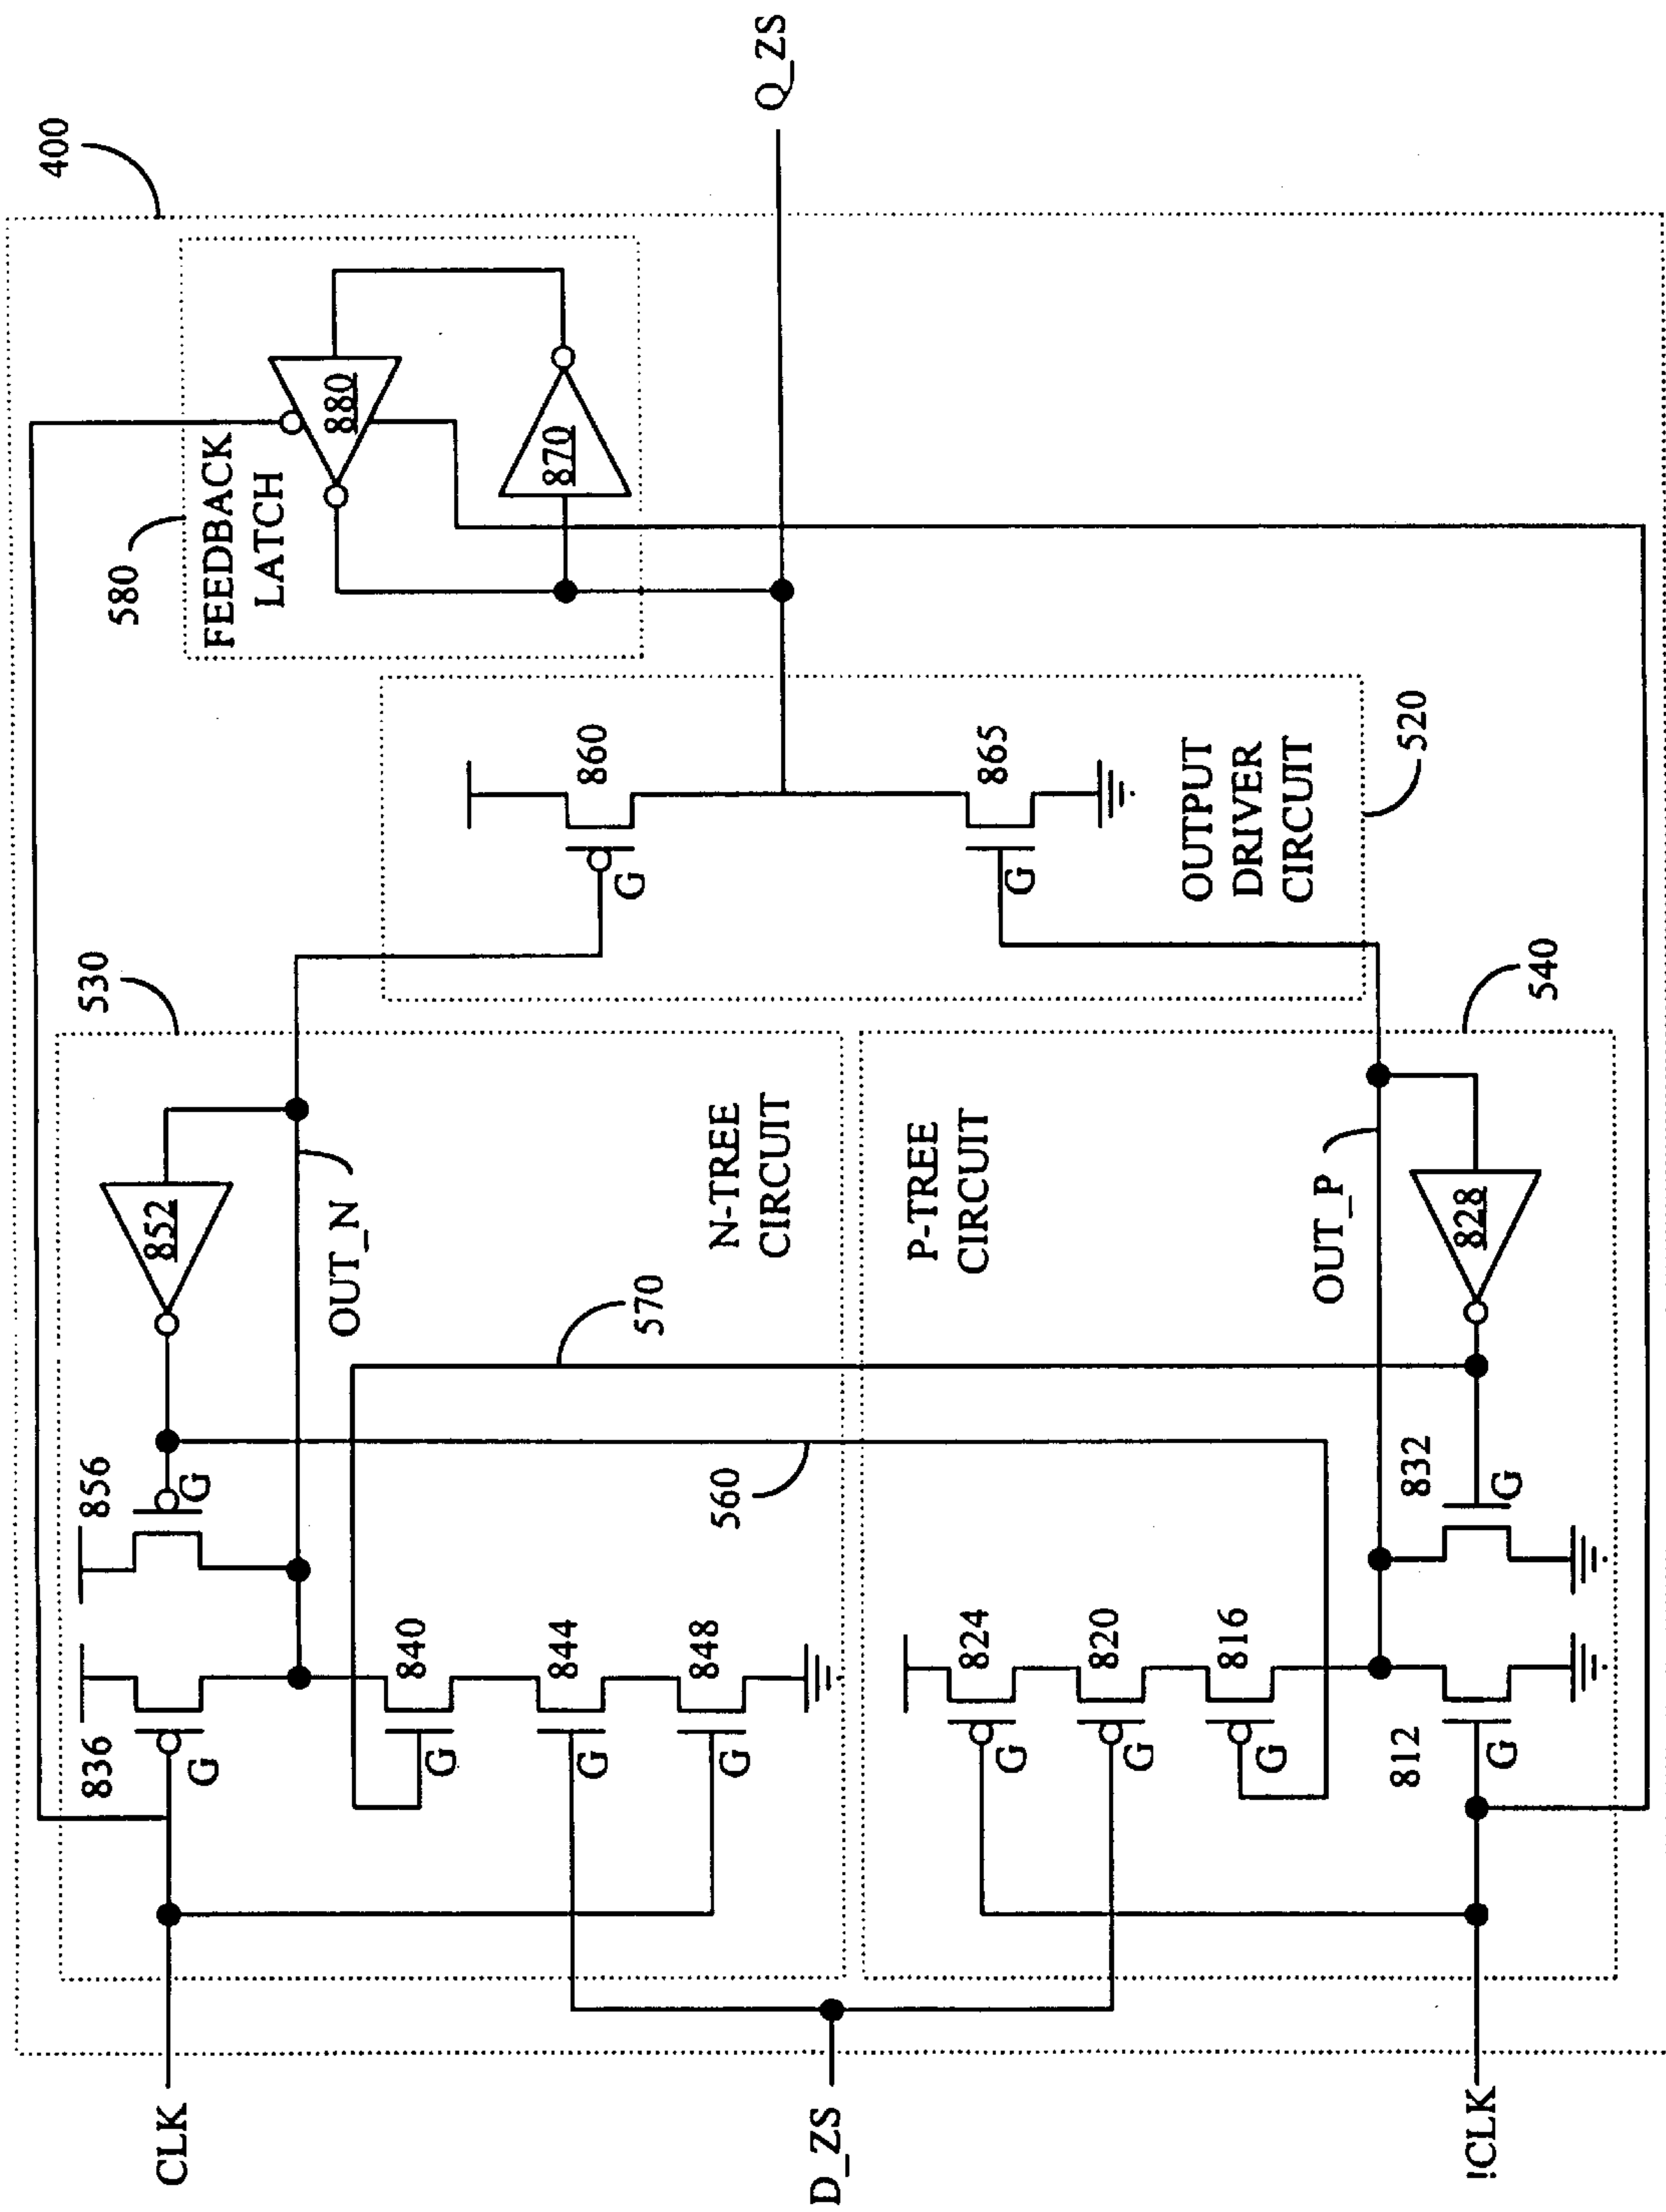 400
580
FEEDBACK
LATCH
880
870
Q_ZS
530
852
856
G
OUT_N
836
G
840
G
844
G
848
G
N-TREE
CIRCUIT
570
560
860
G
865
G
OUTPUT
DRIVER
CIRCUIT
520
P-TREE
CIRCUIT
540
OUT_P
828
832
G
824
G
820
G
816
G
812
G
CLK
D_ZS
!CLK